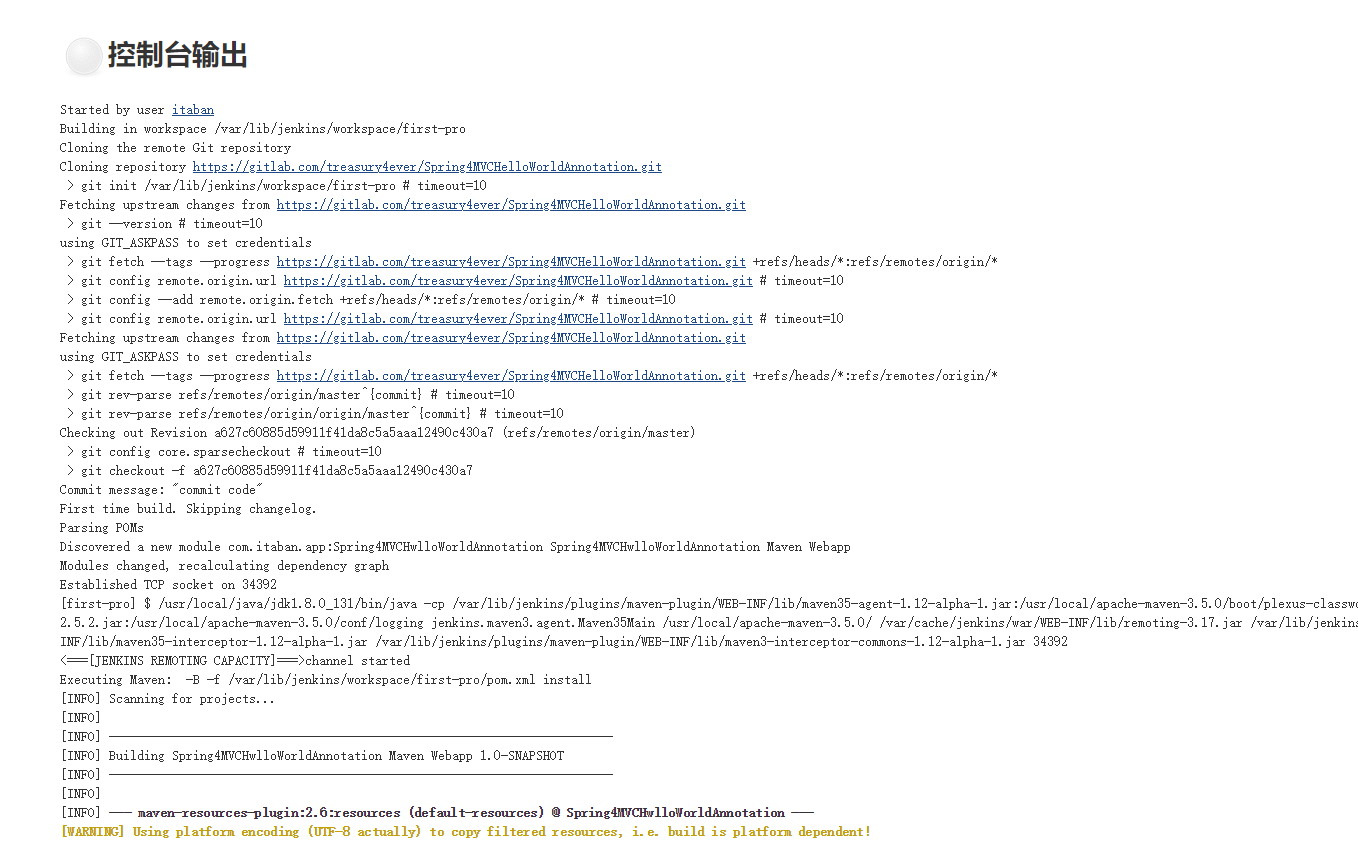 控制台输出
Started by user itaban
Building in workspace /var/lib/jenkins/workspace/first-pro
Cloning the remote Git repository
Cloning repository https://gitlab.com/treasury4ever/Spring4MVCHelloWorldAnnotation.git
 > git init /var/lib/jenkins/workspace/first-pro # timeout=10
Fetching upstream changes from https://gitlab.com/treasury4ever/Spring4MVCHelloWorldAnnotation.git
 > git --version # timeout=10
using GIT_ASKPASS to set credentials
 > git fetch --tags --progress https://gitlab.com/treasury4ever/Spring4MVCHelloWorldAnnotation.git +refs/heads/*:refs/remotes/origin/*
 > git config remote.origin.url https://gitlab.com/treasury4ever/Spring4MVCHelloWorldAnnotation.git # timeout=10
 > git config --add remote.origin.fetch +refs/heads/*:refs/remotes/origin/* # timeout=10
 > git config remote.origin.url https://gitlab.com/treasury4ever/Spring4MVCHelloWorldAnnotation.git # timeout=10
Fetching upstream changes from https://gitlab.com/treasury4ever/Spring4MVCHelloWorldAnnotation.git
using GIT_ASKPASS to set credentials
 > git fetch --tags --progress https://gitlab.com/treasury4ever/Spring4MVCHelloWorldAnnotation.git +refs/heads/*:refs/remotes/origin/*
 > git rev-parse refs/remotes/origin/master^{commit} # timeout=10
 > git rev-parse refs/remotes/origin/origin/master^{commit} # timeout=10
Checking out Revision a627c60885d59911f41da8c5a5aaa12490c430a7 (refs/remotes/origin/master)
 > git config core.sparsecheckout # timeout=10
 > git checkout -f a627c60885d59911f41da8c5a5aaa12490c430a7
Commit message: "commit code"
First time build. Skipping changelog.
Parsing POMs
Discovered a new module com.itaban.app:Spring4MVCHwlloWorldAnnotation Spring4MVCHwlloWorldAnnotation Maven Webapp
Modules changed, recalculating dependency graph
Established TCP socket on 34392
[first-pro] $ /usr/local/java/jdk1.8.0_131/bin/java -cp /var/lib/jenkins/plugins/maven-plugin/WEB-INF/lib/maven35-agent-1.12-alpha-1.jar:/usr/local/apache-maven-3.5.0/boot/plexus-classwo
2.5.2.jar:/usr/local/apache-maven-3.5.0/conf/logging jenkins.maven3.agent.Maven35Main /usr/local/apache-maven-3.5.0/ /var/cache/jenkins/war/WEB-INF/lib/remoting-3.17.jar /var/lib/jenkins
INF/lib/maven35-interceptor-1.12-alpha-1.jar /var/lib/jenkins/plugins/maven-plugin/WEB-INF/lib/maven3-interceptor-commons-1.12-alpha-1.jar 34392
<===[JENKINS REMOTING CAPACITY]===>channel started
Executing Maven:  -B -f /var/lib/jenkins/workspace/first-pro/pom.xml install
[INFO] Scanning for projects...
[INFO]
[INFO] ------------------------------------------------------------------------
[INFO] Building Spring4MVCHwlloWorldAnnotation Maven Webapp 1.0-SNAPSHOT
[INFO] ------------------------------------------------------------------------
[INFO]
[INFO] --- maven-resources-plugin:2.6:resources (default-resources) @ Spring4MVCHwlloWorldAnnotation ---
[WARNING] Using platform encoding (UTF-8 actually) to copy filtered resources, i.e. build is platform dependent!